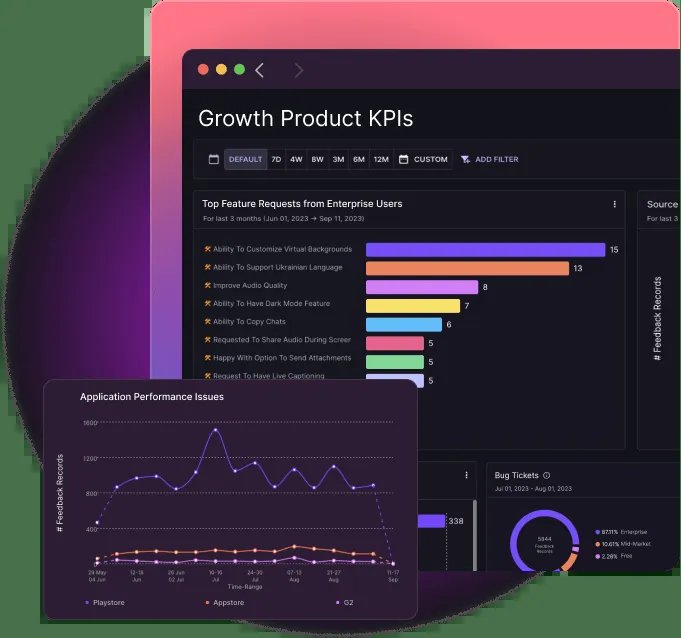 Growth Product KPIs
DEFAULT 7D 4W 8W 3M 6M 12M CUSTOM ADD FILTER
Top Feature Requests from Enterprise Users
For last 3 months (Jun 01, 2023 → Sep 11, 2023)
Ability To Customize Virtual Backgrounds 15
Ability To Support Ukrainian Language 13
Improve Audio Quality 8
Ability To Have Dark Mode Feature 7
Ability To Copy Chats 6
Requested To Share Audio During Screer 5
Happy With Option To Send Attachments 5
Request To Have Live Captioning 5
Source
For last 3
# Feedback Records
Application Performance Issues
# Feedback Records
1600
1200
800
400
0
29 May- 12-18 26 Jun 10-16 24-20 07-13 21-27 11-17
04 Jun Jun 02 Jul Jul Jul Aug Aug Sep
Time-Range
Playstore Appstore G2
338
Bug Tickets
Jul 01, 2023 - Aug 01, 2023
5844
Feedback
Records
87.11% Enterprise
10.61% Mid-Market
2.28% Free